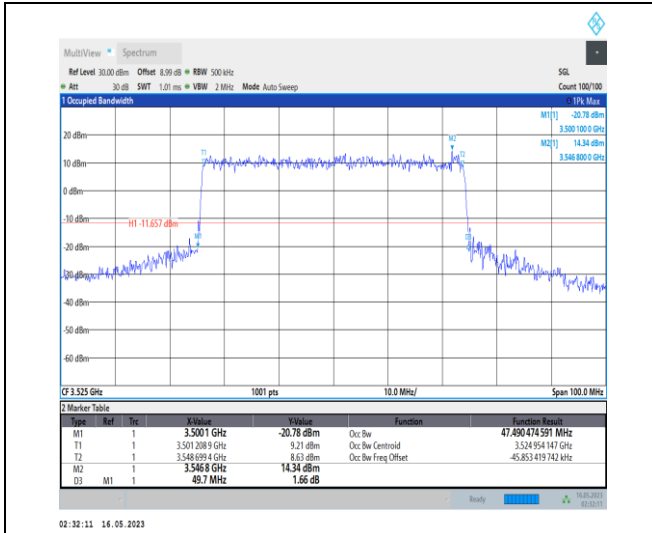 MultiView Spectrum
Ref Level 30.00 dBm Offset 8.99 dB RBW 500 kHz SGL
Att 30 dB SWT 1.01 ms VBW 2 MHz Mode Auto Sweep Count 100/100
1 Occupied Bandwidth 1Pk Max
M1[1] -20.78 dBm
3.500 100 0 GHz
M2[1] 14.34 dBm
3.546 800 0 GHz
20 dBm
M2
T1 T2
10 dBm
0 dBm
-10 dBm
H1 -11.657 dBm
M1
-20 dBm
-30 dBm
-40 dBm
-50 dBm
-60 dBm
CF 3.525 GHz 1001 pts 10.0 MHz/ Span 100.0 MHz
2 Marker Table
Type Ref Trc X-Value Y-Value Function Function Result
M1 1 3.5001 GHz -20.78 dBm Occ Bw 47.490 474 591 MHz
T1 1 3.501 208 9 GHz 9.21 dBm Occ Bw Centroid 3.524 954 147 GHz
T2 1 3.548 699 4 GHz 8.63 dBm Occ Bw Freq Offset -45.853 419 742 kHz
M2 1 3.546 8 GHz 14.34 dBm
D3 M1 1 49.7 MHz 1.66 dB
Ready 16.05.2023
02:32:11
02:32:11 16.05.2023